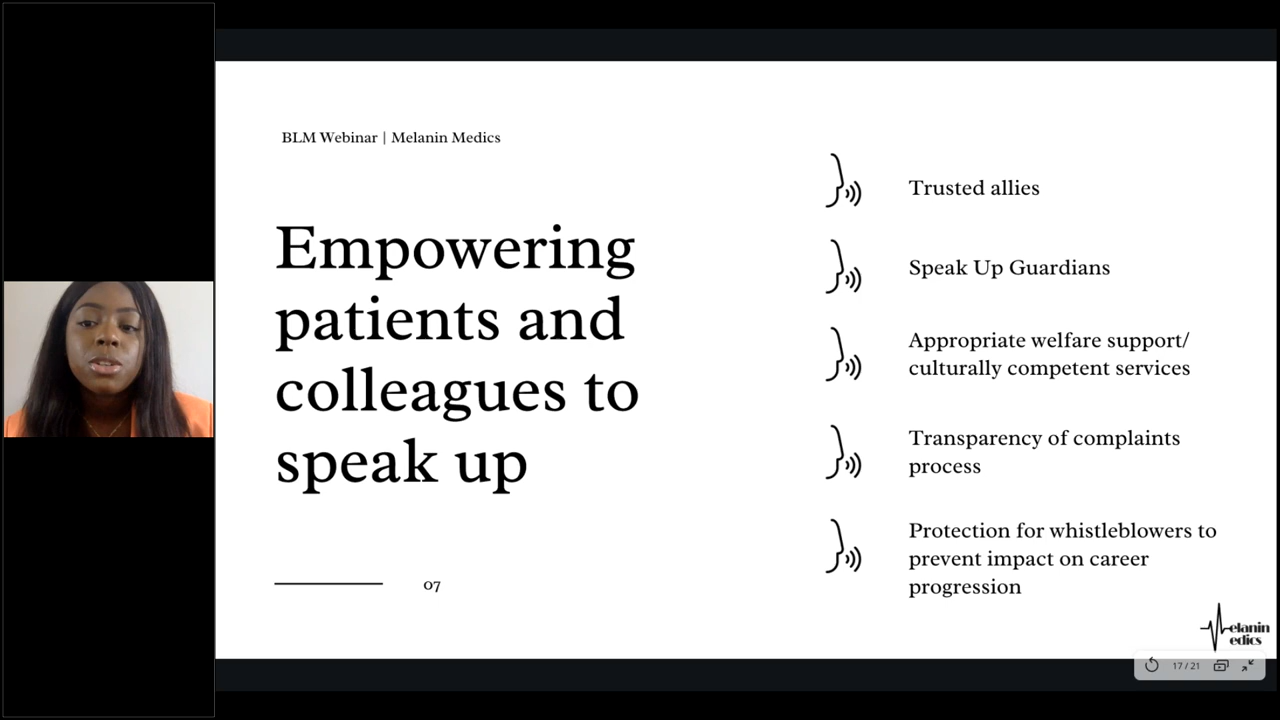 BLM Webinar | Melanin Medics
Empowering
patients and
colleagues to
speak up
07
Trusted allies
Speak Up Guardians
Appropriate welfare support/
culturally competent services
Transparency of complaints
process
Protection for whistleblowers to
prevent impact on career
progression
elanin
edics
17 / 21